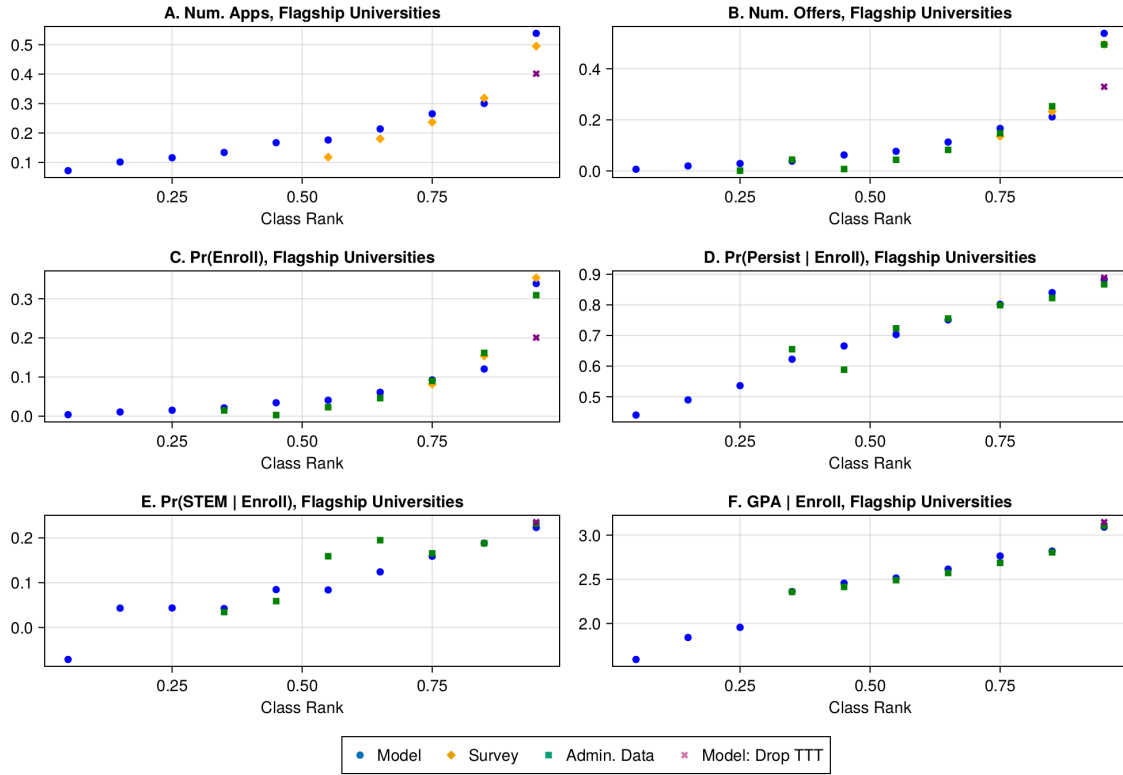 A. Num. Apps, Flagship Universities
0.5
0.4
0.3
0.2
0.1
0.25 0.50 0.75
Class Rank
B. Num. Offers, Flagship Universities
0.4
0.2
0.0
0.25 0.50 0.75
Class Rank
C. Pr(Enroll), Flagship Universities
0.3
0.2
0.1
0.0
0.25 0.50 0.75
Class Rank
D. Pr(Persist | Enroll), Flagship Universities
0.9
0.8
0.7
0.6
0.5
0.25 0.50 0.75
Class Rank
E. Pr(STEM | Enroll), Flagship Universities
0.2
0.1
0.0
0.25 0.50 0.75
Class Rank
F. GPA | Enroll, Flagship Universities
3.0
2.5
2.0
0.25 0.50 0.75
Class Rank
Model Survey Admin. Data Model: Drop TTT